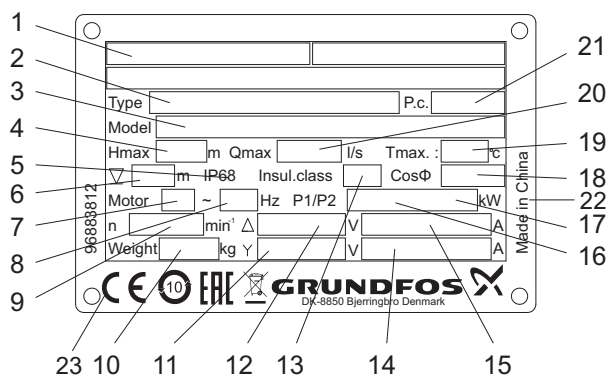 1
2
3
4
5
6
7
8
9
23 10 11 12 13 14 15
21
20
19
18
22
17
16
Type P.c.
Model
Hmax m Qmax l/s Tmax. : °C
m IP68 Insul.class CosΦ
Motor ~ Hz P1/P2 kW
n min-1 △ V A
Weight kg Y V A
96883812
Made in China
CE 10 EAC GRUNDFOS
DK-8850 Bjerringbro Denmark